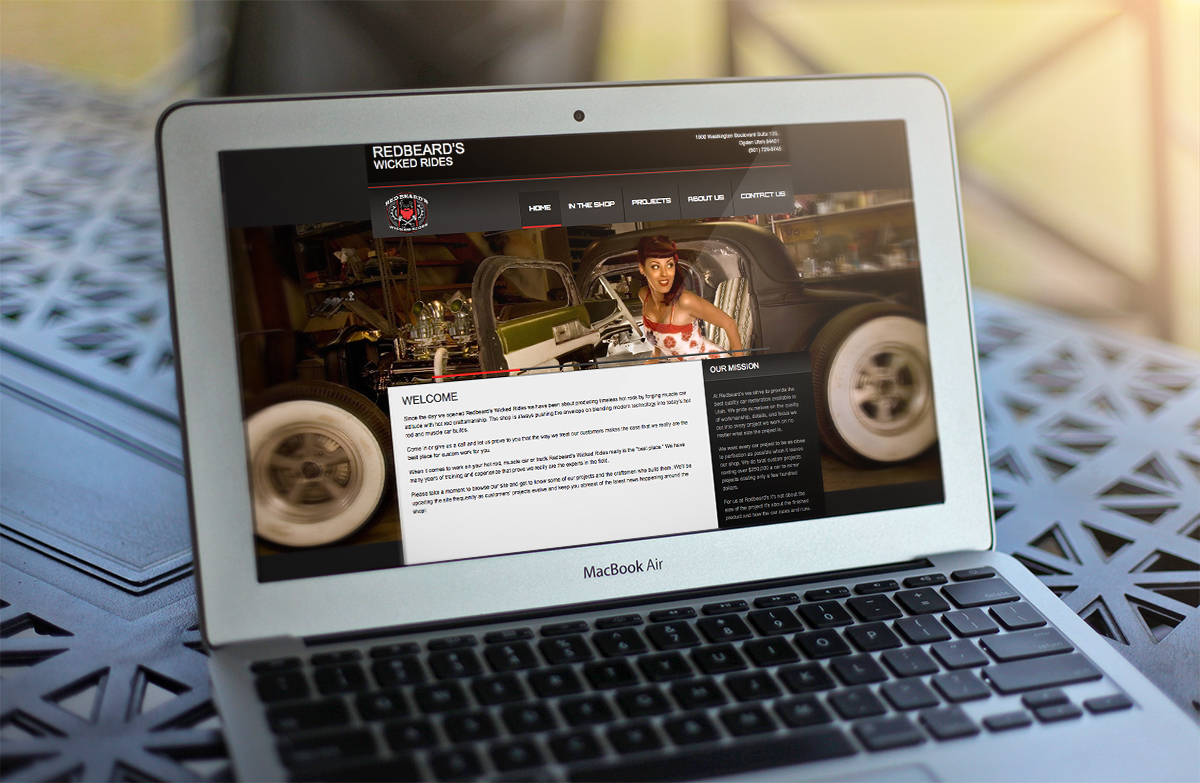 REDBEARD'S
WICKED RIDES
1900 Washington Boulevard Suite 135,
Ogden Utah 84401
HOME
IN THE SHOP
PROJECTS
ABOUT US
CONTACT US
WELCOME
Since the day we opened Redbeard's Wicked Rides we have been about producing timeless hot rods by forging muscle car
attitude with hot rod craftsmanship. The shop is always pushing the envelope on blending modern technology into today's hot
rod and muscle car builds.
Come in or give us a call and let us prove to you that the way we treat our customers makes the case that we really are the
best place for custom work for you.
When it comes to work on your hot rod, muscle car or truck Redbeard's Wicked Rides really is the "best place." We have
many years of training and experience that prove we really are the experts in the field.
Please take a moment to browse our site and get to know some of our projects and the craftsmen who build them. We'll be
updating the site frequently as customers' projects evolve and keep you abreast of the latest news happening around the
shop!
OUR MISSION
At Redbeard's we strive to provide the
best quality car restoration available in
Utah. We pride ourselves on the quality
of workmanship, details, and focus we
put into every project we work on no
matter what size the project is.
We want every car project to be as close
to perfection as possible when it leaves
our shop. We do total custom projects
costing over $250,000 a car to minor
projects costing only a few hundred
dollars.
For us at Redbeard's it's not about the
size of the project it's about the finished
product and how the car looks and runs.
MacBook Air
delete